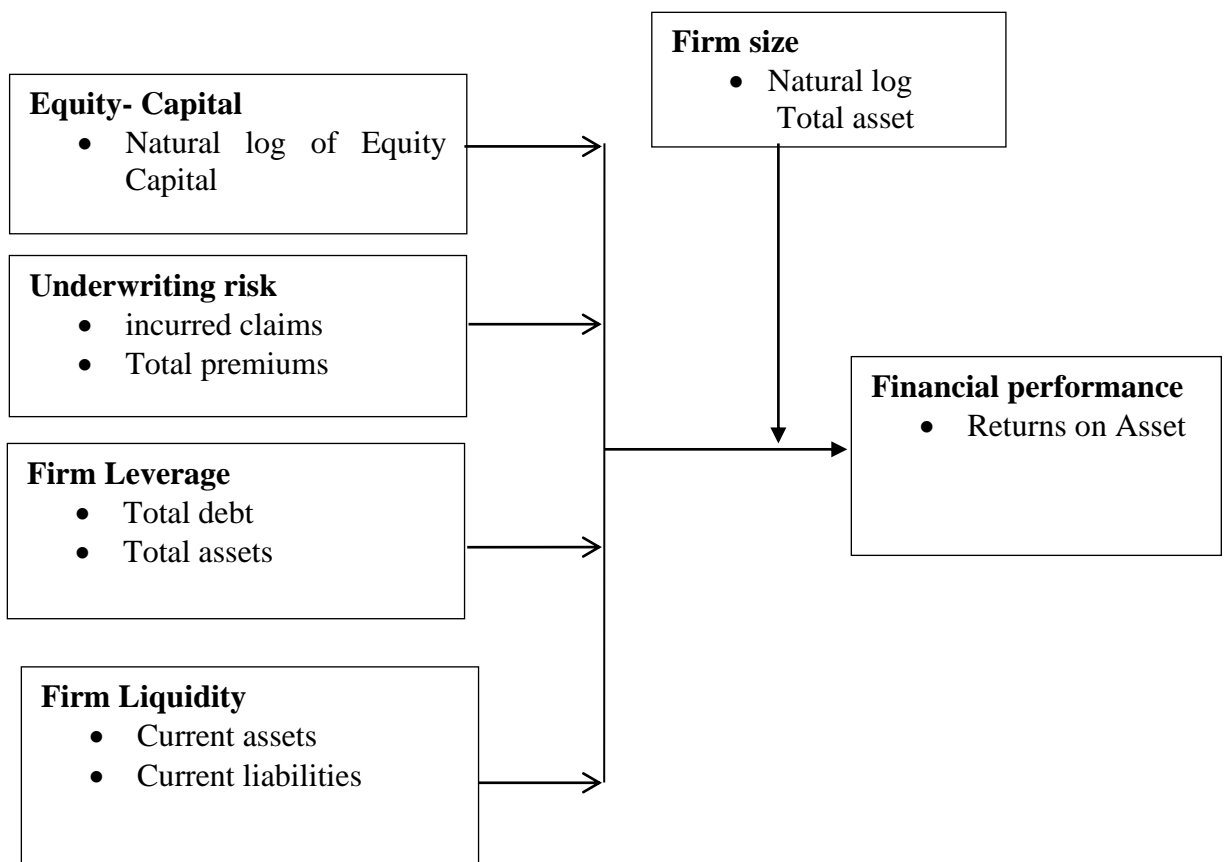 Firm size
• Natural log
Total asset
Equity- Capital
• Natural log of Equity
Capital
Underwriting risk
• incurred claims
• Total premiums
Financial performance
• Returns on Asset
Firm Leverage
• Total debt
• Total assets
Firm Liquidity
• Current assets
• Current liabilities